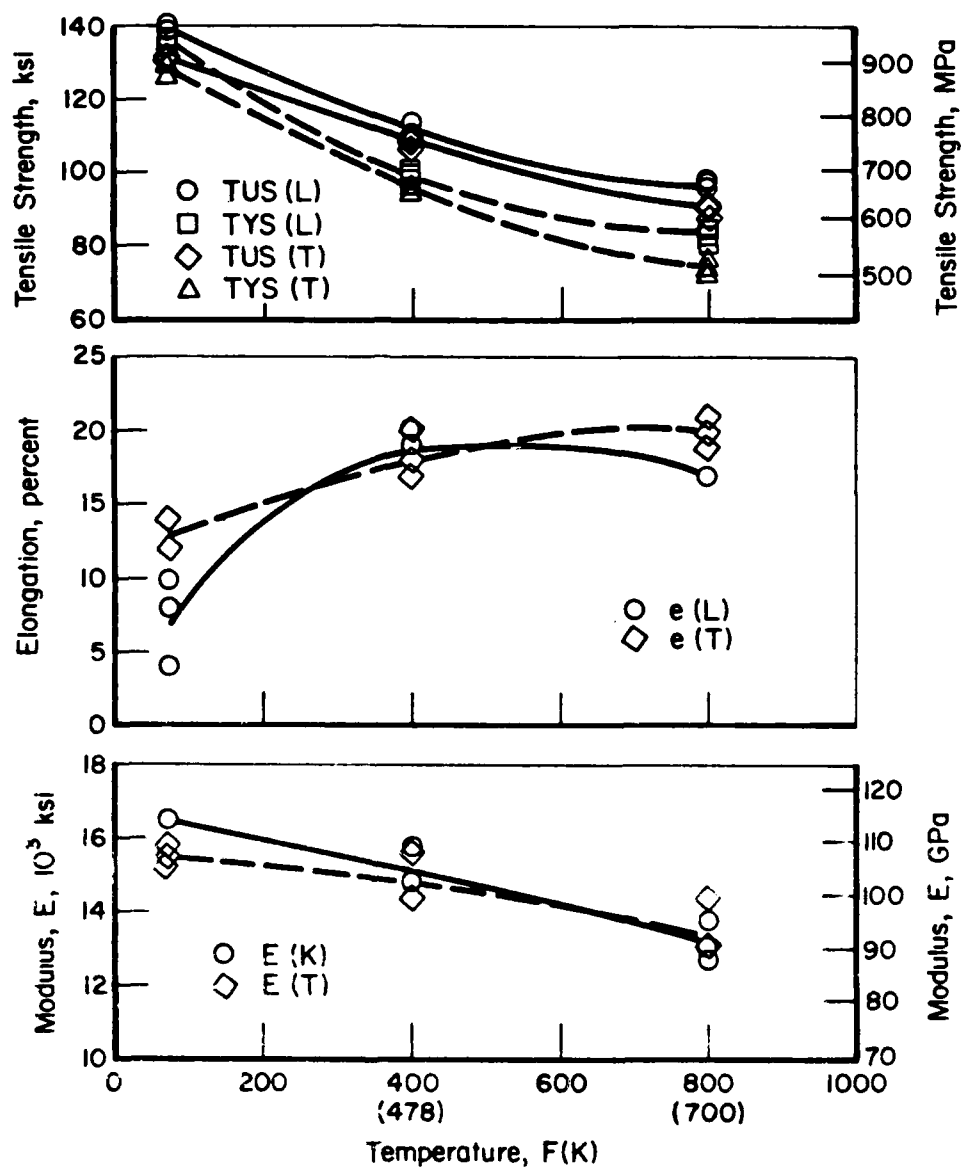 Tensile Strength, ksi
140
120
100
80
60
TUS (L)
TYS (L)
TUS (T)
TYS (T)
900
800
700
600
500
Tensile Strength, MPa
Elongation, percent
25
20
15
10
5
0
e (L)
e (T)
Modulus, E, 10³ ksi
18
16
14
12
10
E (K)
E (T)
120
110
100
90
80
70
Modulus, E, GPa
0 200 400 600 800 1000
(478) (700)
Temperature, F(K)